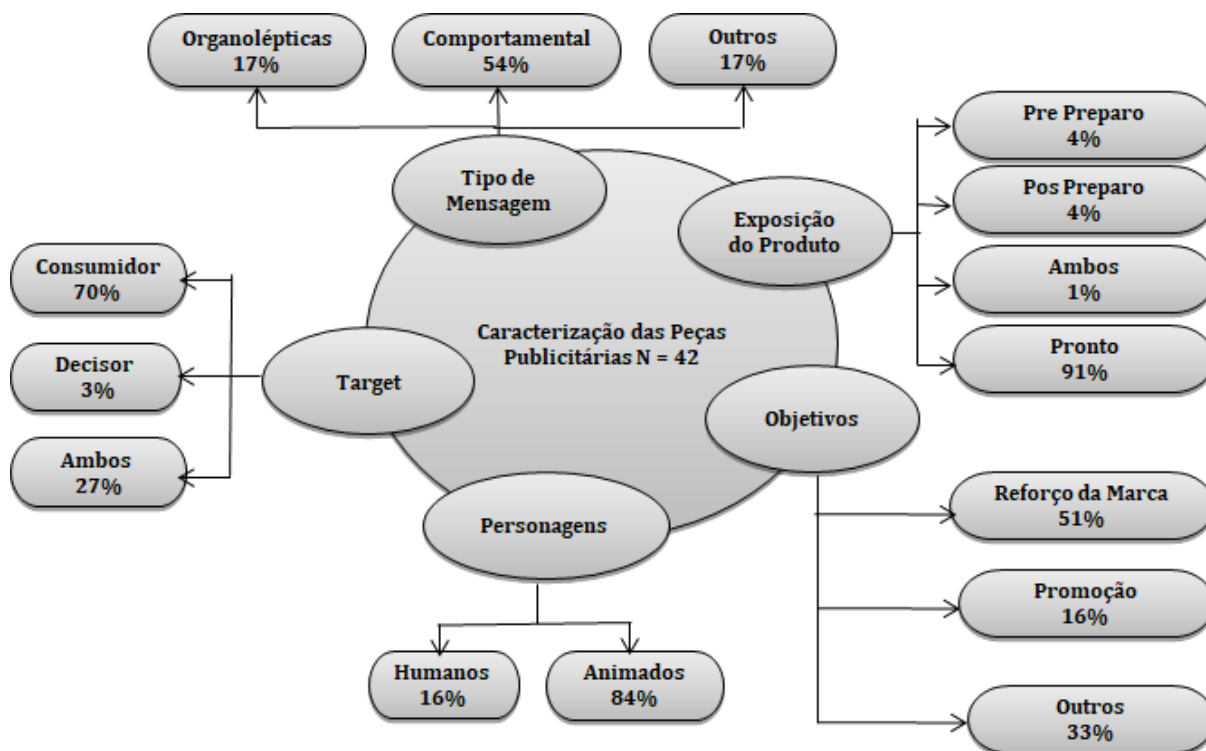 Organolépticas
17%
Comportamental
54%
Outros
17%
Tipo de
Mensagem
Exposição
do Produto
Pre Preparo
4%
Pos Preparo
4%
Ambos
1%
Pronto
91%
Consumidor
70%
Decisor
3%
Ambos
27%
Target
Caracterização das Peças
Publicitárias N = 42
Objetivos
Reforço da Marca
51%
Promoção
16%
Outros
33%
Personagens
Humanos
16%
Animados
84%